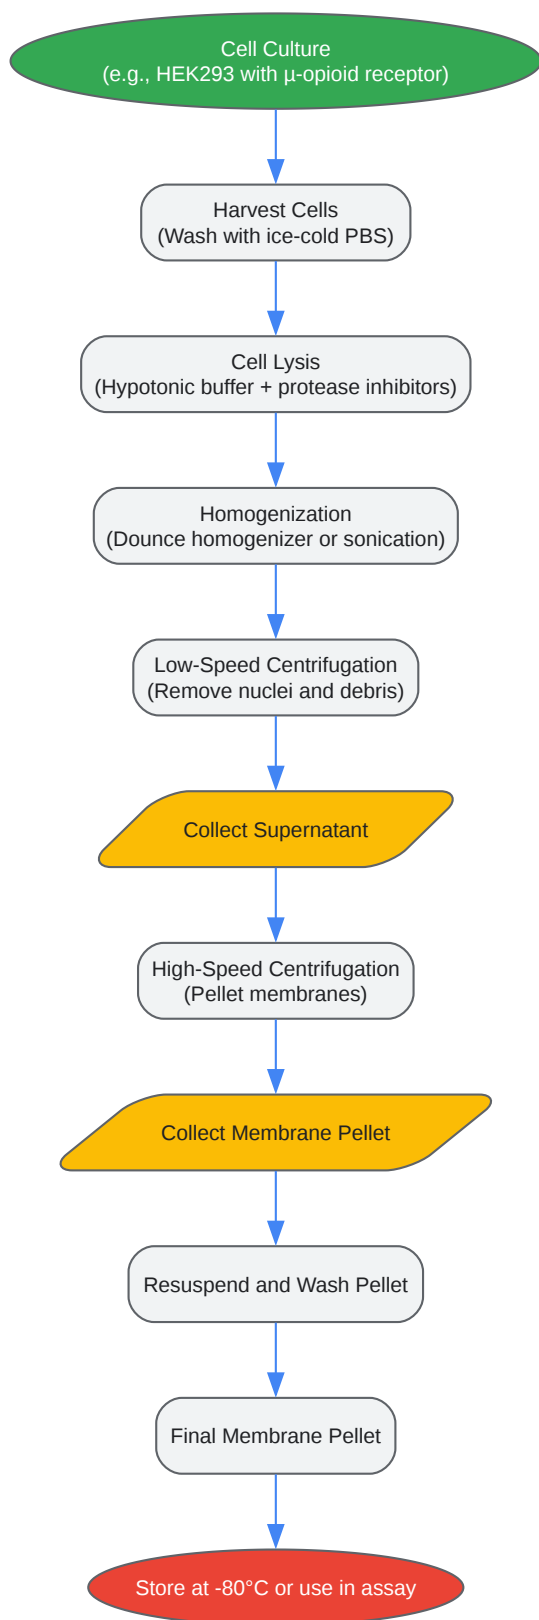 Cell Culture
(e.g., HEK293 with µ-opioid receptor)
Harvest Cells
(Wash with ice-cold PBS)
Cell Lysis
(Hypotonic buffer + protease inhibitors)
Homogenization
(Dounce homogenizer or sonication)
Low-Speed Centrifugation
(Remove nuclei and debris)
Collect Supernatant
High-Speed Centrifugation
(Pellet membranes)
Collect Membrane Pellet
Resuspend and Wash Pellet
Final Membrane Pellet
Store at -80°C or use in assay